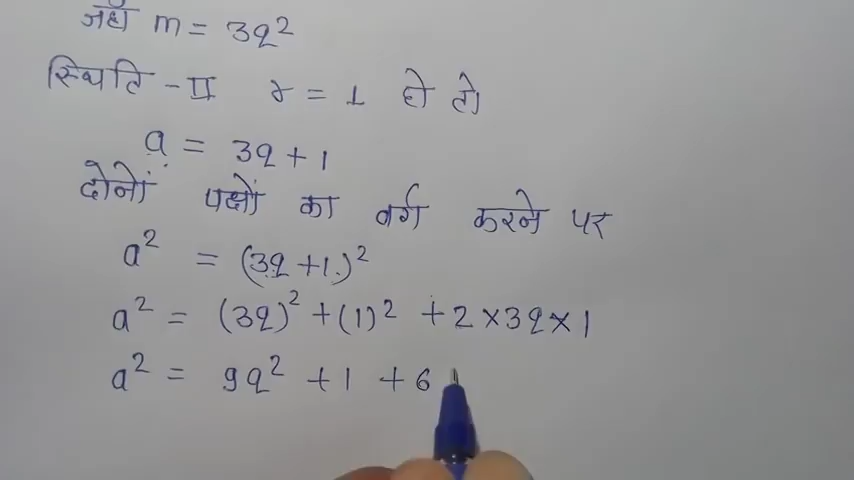 जहाँ m = 3q²
स्थिति - II r = 1 हो तो
a = 3q + 1
दोनों पक्षों का वर्ग करने पर
a² = (3q + 1)²
a² = (3q)² + (1)² + 2 × 3q × 1
a² = 9q² + 1 + 6